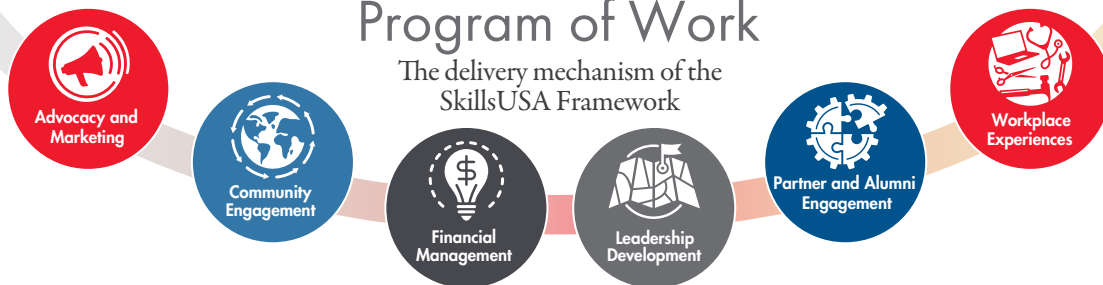 Program of Work
The delivery mechanism of the
SkillsUSA Framework
Advocacy and
Marketing
Community
Engagement
$
Financial
Management
Leadership
Development
Partner and Alumni
Engagement
Workplace
Experiences